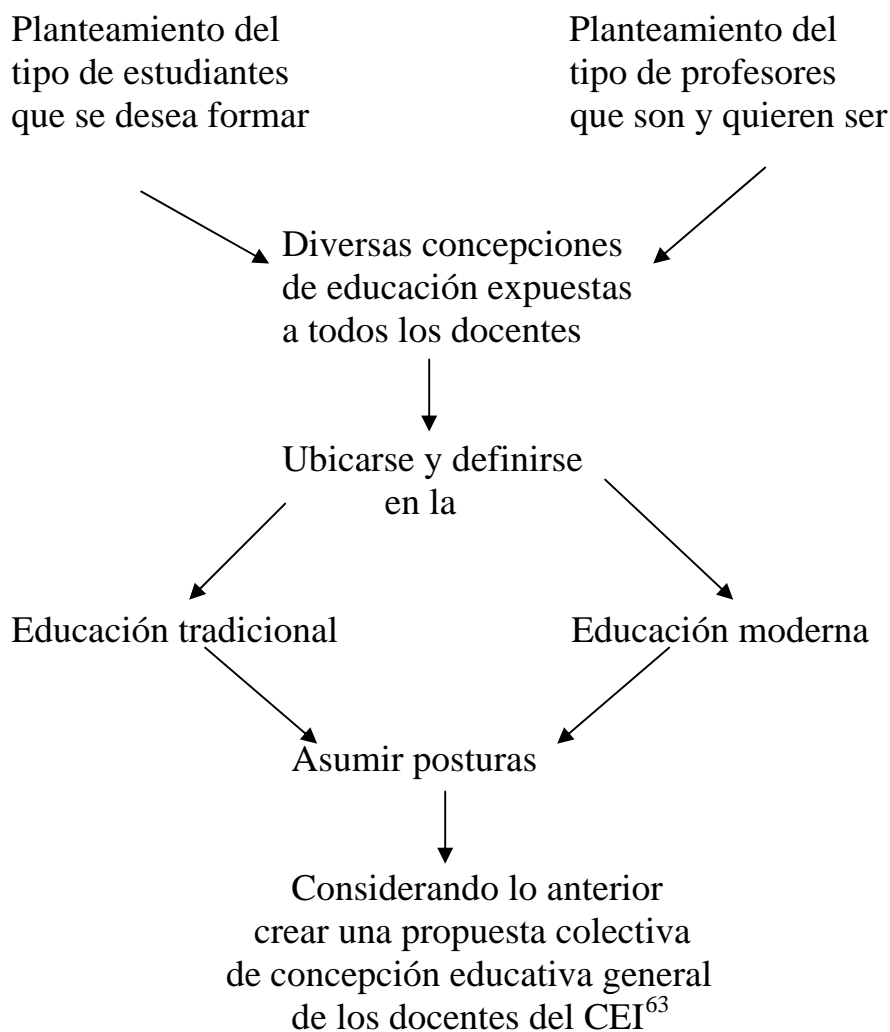 Planteamiento del
tipo de estudiantes
que se desea formar
Planteamiento del
tipo de profesores
que son y quieren ser
Diversas concepciones
de educación expuestas
a todos los docentes
Ubicarse y definirse
en la
Educación tradicional
Educación moderna
Asumir posturas
Considerando lo anterior
crear una propuesta colectiva
de concepción educativa general
de los docentes del CEI⁶³